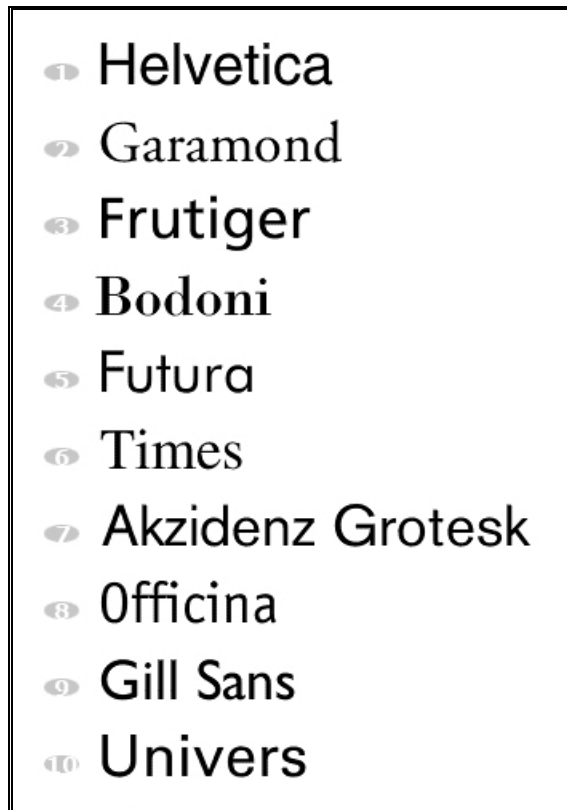 1 Helvetica
2 Garamond
3 Frutiger
4 Bodoni
5 Futura
6 Times
7 Akzidenz Grotesk
8 Officina
9 Gill Sans
10 Univers